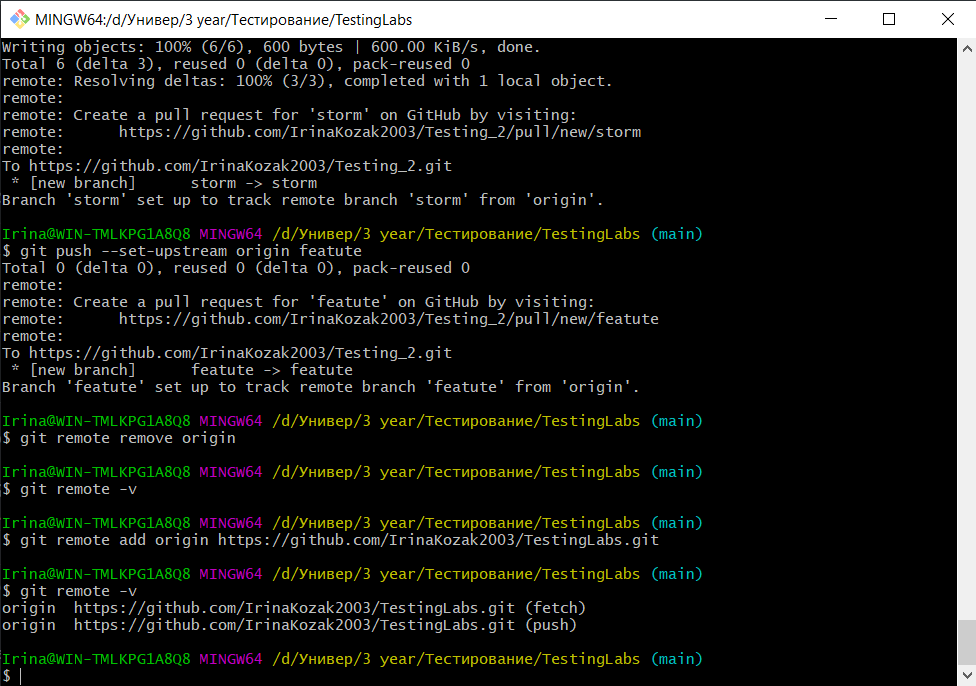 MINGW64:/d/Универ/3 year/Тестирование/TestingLabs
Writing objects: 100% (6/6), 600 bytes | 600.00 KiB/s, done.
Total 6 (delta 3), reused 0 (delta 0), pack-reused 0
remote: Resolving deltas: 100% (3/3), completed with 1 local object.
remote:
remote: Create a pull request for 'storm' on GitHub by visiting:
remote:      https://github.com/IrinaKozak2003/Testing_2/pull/new/storm
remote:
To https://github.com/IrinaKozak2003/Testing_2.git
 * [new branch]      storm -> storm
Branch 'storm' set up to track remote branch 'storm' from 'origin'.
Irina@WIN-TMLKPG1A8Q8 MINGW64 /d/Универ/3 year/Тестирование/TestingLabs (main)
$ git push --set-upstream origin featute
Total 0 (delta 0), reused 0 (delta 0), pack-reused 0
remote:
remote: Create a pull request for 'featute' on GitHub by visiting:
remote:      https://github.com/IrinaKozak2003/Testing_2/pull/new/featute
remote:
To https://github.com/IrinaKozak2003/Testing_2.git
 * [new branch]      featute -> featute
Branch 'featute' set up to track remote branch 'featute' from 'origin'.
Irina@WIN-TMLKPG1A8Q8 MINGW64 /d/Универ/3 year/Тестирование/TestingLabs (main)
$ git remote remove origin
Irina@WIN-TMLKPG1A8Q8 MINGW64 /d/Универ/3 year/Тестирование/TestingLabs (main)
$ git remote -v
Irina@WIN-TMLKPG1A8Q8 MINGW64 /d/Универ/3 year/Тестирование/TestingLabs (main)
$ git remote add origin https://github.com/IrinaKozak2003/TestingLabs.git
Irina@WIN-TMLKPG1A8Q8 MINGW64 /d/Универ/3 year/Тестирование/TestingLabs (main)
$ git remote -v
origin  https://github.com/IrinaKozak2003/TestingLabs.git (fetch)
origin  https://github.com/IrinaKozak2003/TestingLabs.git (push)
Irina@WIN-TMLKPG1A8Q8 MINGW64 /d/Универ/3 year/Тестирование/TestingLabs (main)
$